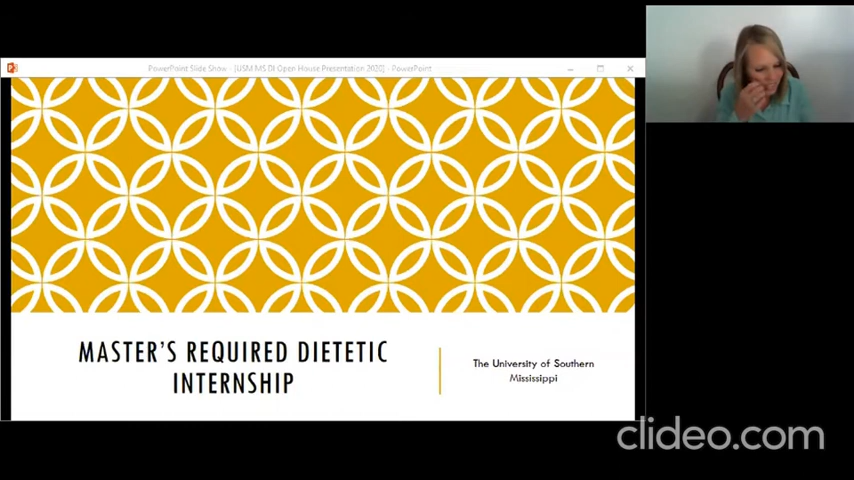 PowerPoint Slide Show - [USM MS DI Open House Presentation 2020] - PowerPoint
MASTER'S REQUIRED DIETETIC
INTERNSHIP
The University of Southern
Mississippi
clideo.com